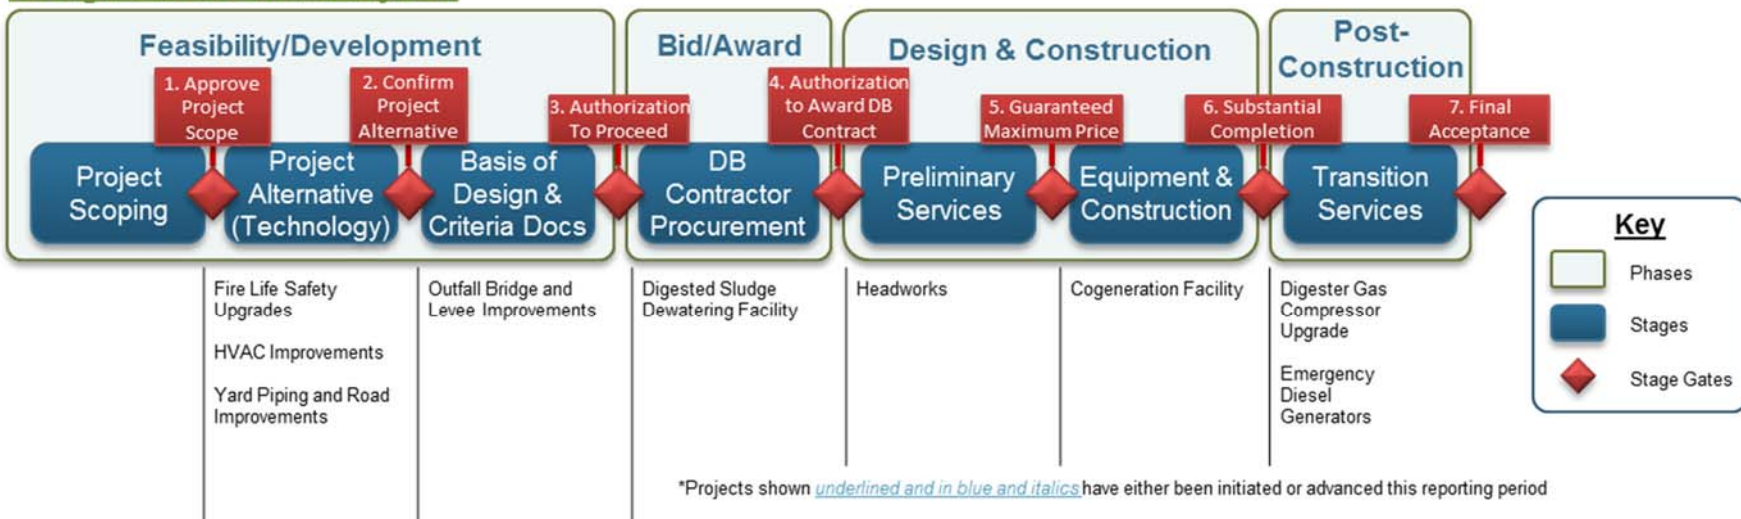 Feasibility/Development
Bid/Award
Design & Construction
Post-
Construction
1. Approve
Project
Scope
2. Confirm
Project
Alternative
3. Authorization
To Proceed
4. Authorization
to Award DB
Contract
5. Guaranteed
Maximum Price
6. Substantial
Completion
7. Final
Acceptance
Project
Scoping
Project
Alternative
(Technology)
Basis of
Design &
Criteria Docs
DB
Contractor
Procurement
Preliminary
Services
Equipment &
Construction
Transition
Services
Fire Life Safety
Upgrades
HVAC Improvements
Yard Piping and Road
Improvements
Outfall Bridge and
Levee Improvements
Digested Sludge
Dewatering Facility
Headworks
Cogeneration Facility
Digester Gas
Compressor
Upgrade
Emergency
Diesel
Generators
Key
Phases
Stages
Stage Gates
*Projects shown underlined and in blue and italics have either been initiated or advanced this reporting period